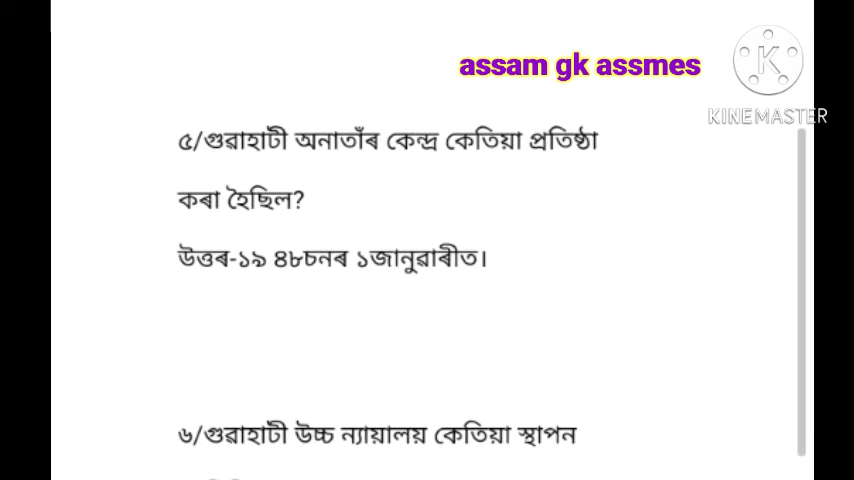 assam gk assmes
KINEMASTER
৫/গুৱাহাটী অনাতাঁৰ কেন্দ্ৰ কেতিয়া প্ৰতিষ্ঠা
কৰা হৈছিল?
উত্তৰ-১৯ ৪৮চনৰ ১জানুৱাৰীত।
৬/গুৱাহাটী উচ্চ ন্যায়ালয় কেতিয়া স্থাপন